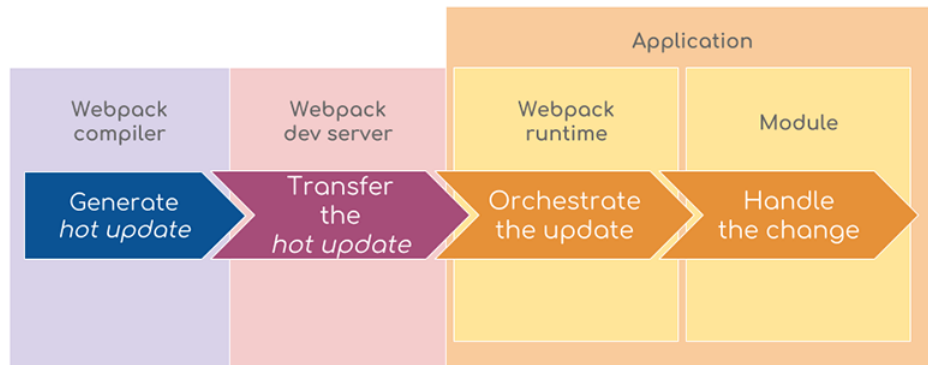 Application
Webpack
compiler
Webpack
dev server
Webpack
runtime
Module
Generate
hot update
Transfer
the
hot update
Orchestrate
the update
Handle
the change